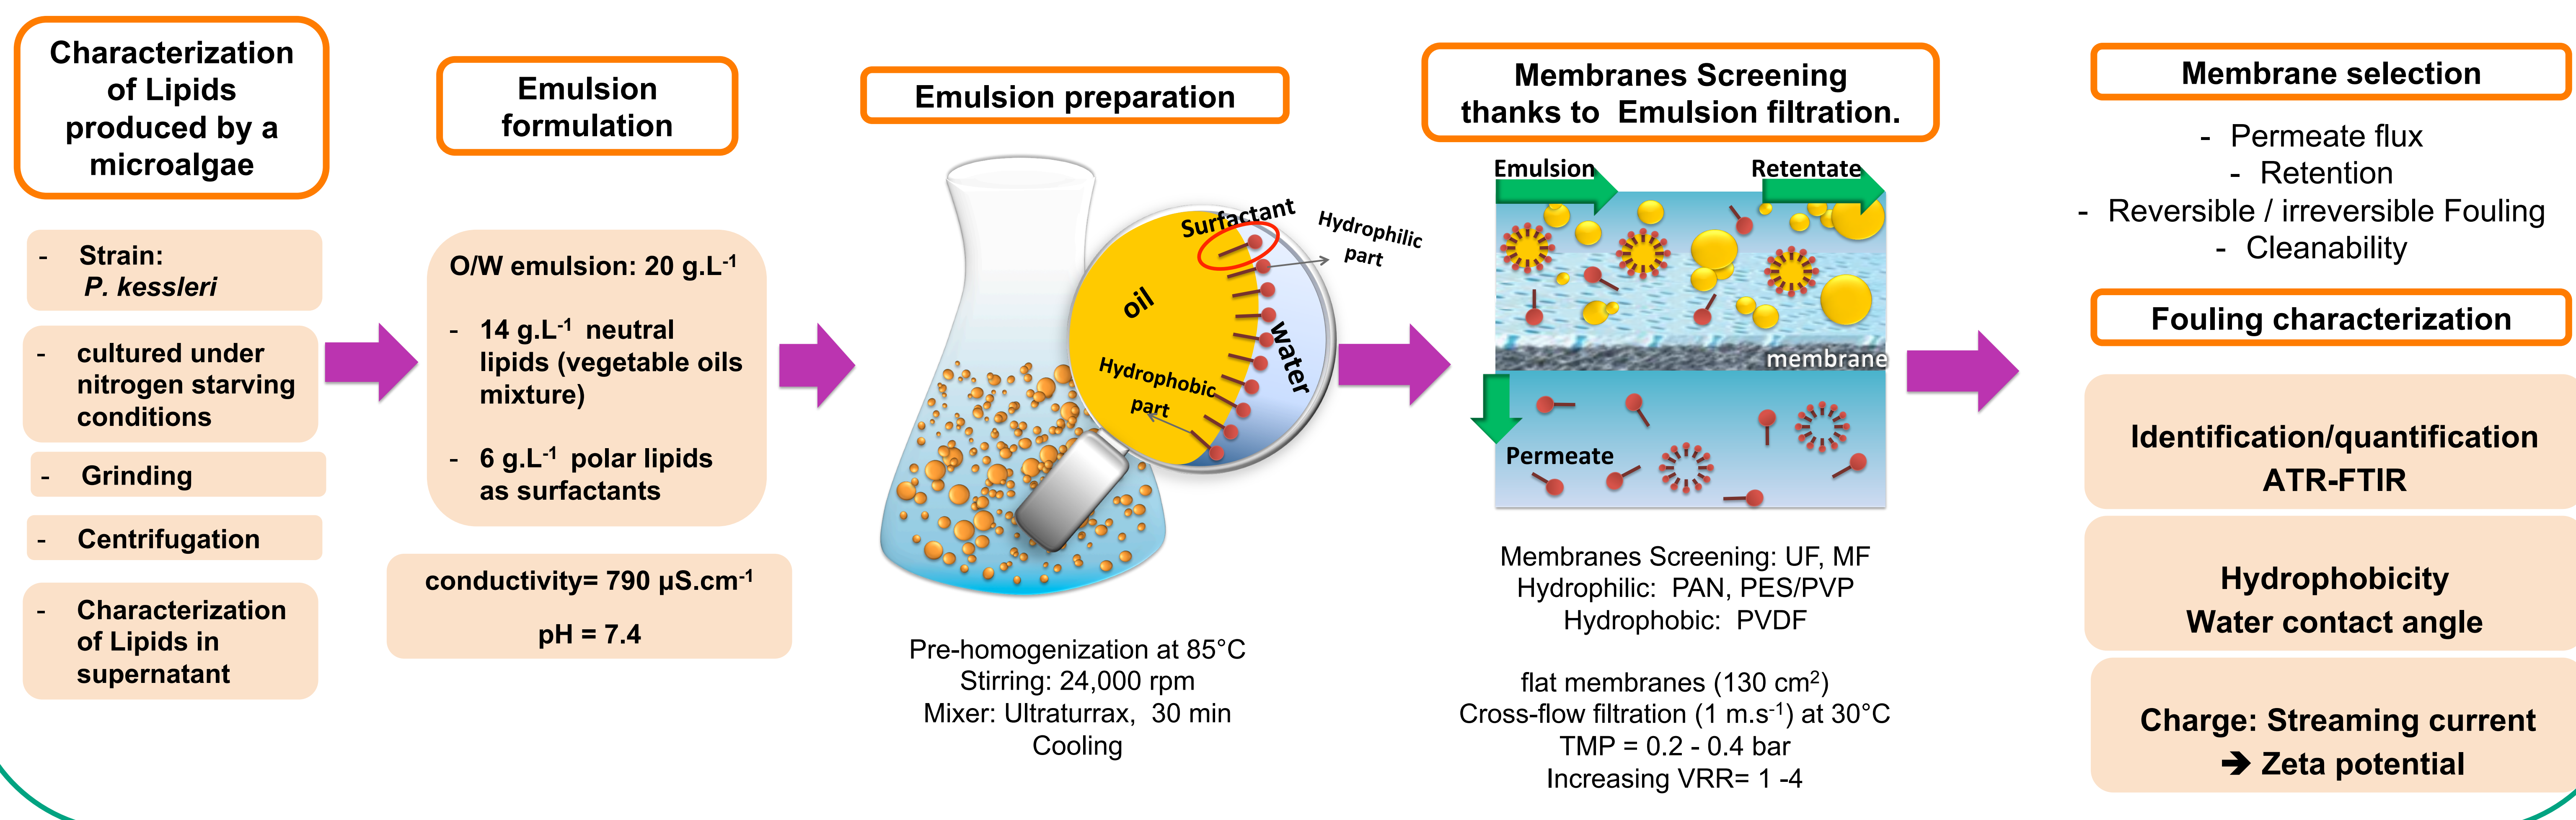 Characterization
of Lipids
produced by a
microalgae
- Strain:
P. kessleri
- cultured under
nitrogen starving
conditions
- Grinding
- Centrifugation
- Characterization
of Lipids in
supernatant
Emulsion
formulation
O/W emulsion: 20 g.L⁻¹
- 14 g.L⁻¹ neutral
lipids (vegetable oils
mixture)
- 6 g.L⁻¹ polar lipids
as surfactants
conductivity= 790 µS.cm⁻¹
pH = 7.4
Emulsion preparation
Surfactant
Hydrophilic
part
oil
water
Hydrophobic
part
Pre-homogenization at 85°C
Stirring: 24,000 rpm
Mixer: Ultraturrax, 30 min
Cooling
Membranes Screening
thanks to Emulsion filtration.
Emulsion
Retentate
membrane
Permeate
Membranes Screening: UF, MF
Hydrophilic: PAN, PES/PVP
Hydrophobic: PVDF
flat membranes (130 cm²)
Cross-flow filtration (1 m.s⁻¹) at 30°C
TMP = 0.2 - 0.4 bar
Increasing VRR= 1 -4
Membrane selection
- Permeate flux
- Retention
- Reversible / irreversible Fouling
- Cleanability
Fouling characterization
Identification/quantification
ATR-FTIR
Hydrophobicity
Water contact angle
Charge: Streaming current
➔ Zeta potential